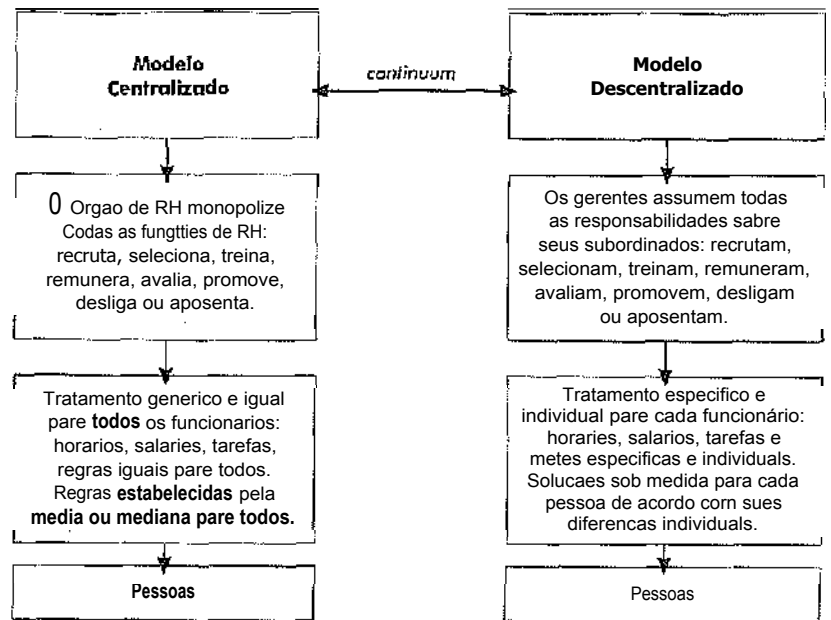 Modelo
Centralizado
continuum
Modelo
Descentralizado
0 Orgao de RH monopolize
Codas as fungtties de RH:
recruta, seleciona, treina,
remunera, avalia, promove,
desliga ou aposenta.
Os gerentes assumem todas
as responsabilidades sabre
seus subordinados: recrutam,
selecionam, treinam, remuneram,
avaliam, promovem, desligam
ou aposentam.
Tratamento generico e igual
pare todos os funcionarios:
horarios, salaries, tarefas,
regras iguais pare todos.
Regras estabelecidas pela
media ou mediana pare todos.
Tratamento especifico e
individual pare cada funcionário:
horaries, salarios, tarefas e
metes especificas e individuals.
Solucaes sob medida para cada
pessoa de acordo corn sues
diferencas individuals.
Pessoas
Pessoas